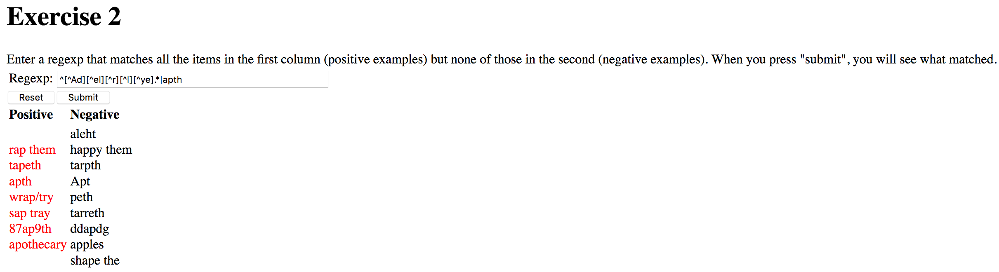 Exercise 2
Enter a regexp that matches all the items in the first column (positive examples) but none of those in the second (negative examples). When you press "submit", you will see what matched.
Regexp: ^[^Ad][^el][^r][^l][^ye].*|apth
Reset Submit
Positive Negative
aleht
rap them happy them
tapeth tarpth
apth Apt
wrap/try peth
sap tray tarreth
87ap9th ddapdg
apothecary apples
shape the